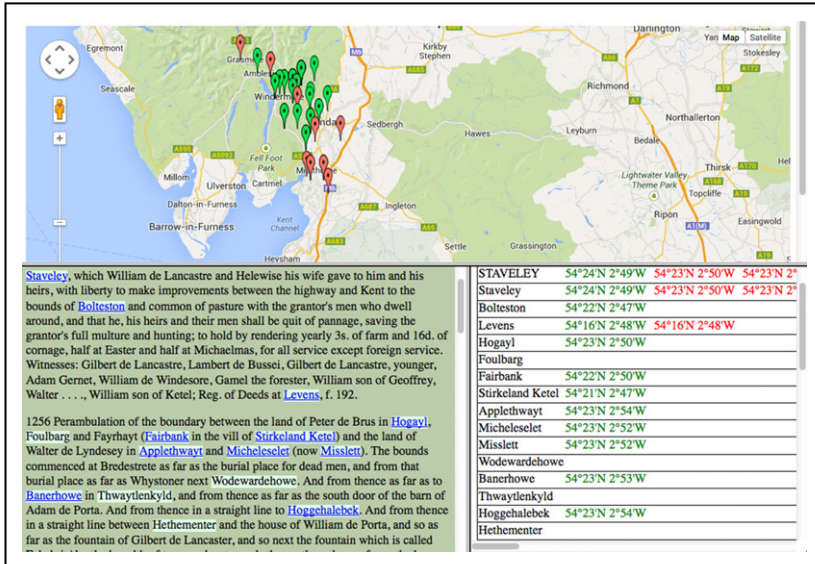 Egremont
Seascale
Grasmere
Ambles
Windermere
Kirkby
Stephen
Darlington
Map
Satellite
Stokesley
Sedbergh
Hawes
Richmond
Leyburn
Bedale
Northallerton
Thirsk
Topcliffe
Lightwater Valley
Theme Park
Ripon
Easingwold
Fell Foot
Park
Millom
Ulverston
Cartmel
Dalton-in-Furness
Barrow-in-Furness
Kent
Channel
Heysham
Ingleton
Settle
Grassington
M6
A685
A66
A1
A19
A172
A595
A5092
M6
A687
A65
A683
A168
A19
A1(M)
Staveley, which William de Lancastre and Helewise his wife gave to him and his
heirs, with liberty to make improvements between the highway and Kent to the
bounds of Bolteston and common of pasture with the grantor's men who dwell
around, and that he, his heirs and their men shall be quit of pannage, saving the
grantor's full multure and hunting; to hold by rendering yearly 3s. of farm and 16d. of
cornage, half at Easter and half at Michaelmas, for all service except foreign service.
Witnesses: Gilbert de Lancastre, Lambert de Bussei, Gilbert de Lancastre, younger,
Adam Gernet, William de Windesore, Gamel the forester, William son of Geoffrey,
Walter . . . ., William son of Ketel; Reg. of Deeds at Levens, f. 192.
1256 Perambulation of the boundary between the land of Peter de Brus in Hogayl,
Foulbarg and Fayrhayt (Fairbank in the vill of Stirkeland Ketel) and the land of
Walter de Lyndesey in Applethwayt and Micheleselet (now Misslett). The bounds
commenced at Bredestrete as far as the burial place for dead men, and from that
burial place as far as Whystoner next Wodewardehowe. And from thence as far as to
Banerhowe in Thwaytlenkyld, and from thence as far as the south door of the barn of
Adam de Porta. And from thence in a straight line to Hoggehalebek. And from thence
in a straight line between Hethementer and the house of William de Porta, and so as
far as the fountain of Gilbert de Lancaster, and so next the fountain which is called
STAVELEY 54°24'N 2°49'W 54°23'N 2°50'W 54°23'N 2°
Staveley 54°24'N 2°49'W 54°23'N 2°50'W 54°23'N 2°
Bolteston 54°22'N 2°47'W
Levens 54°16'N 2°48'W 54°16'N 2°48'W
Hogayl 54°23'N 2°50'W
Foulbarg
Fairbank 54°22'N 2°50'W
Stirkeland Ketel 54°21'N 2°47'W
Applethwayt 54°23'N 2°54'W
Micheleselet 54°23'N 2°52'W
Misslett 54°23'N 2°52'W
Wodewardehowe
Banerhowe 54°23'N 2°53'W
Thwaytlenkyld
Hoggehalebek 54°23'N 2°54'W
Hethementer